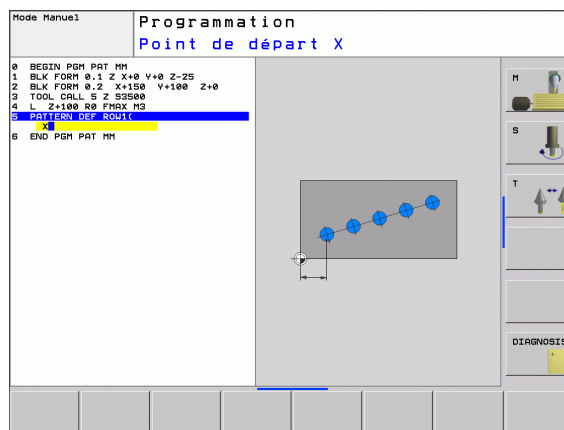 Mode Manuel
Programmation
Point de départ X
0 BEGIN PGM PAT MM
1 BLK FORM 0.1 Z X+0 Y+0 Z-25
2 BLK FORM 0.2 X+150 Y+100 Z+0
3 TOOL CALL 5 Z S3500
4 L Z+100 R0 FMAX M3
5 PATTERN DEF ROW1(
X
6 END PGM PAT MM
M
S
T
DIAGNOSIS